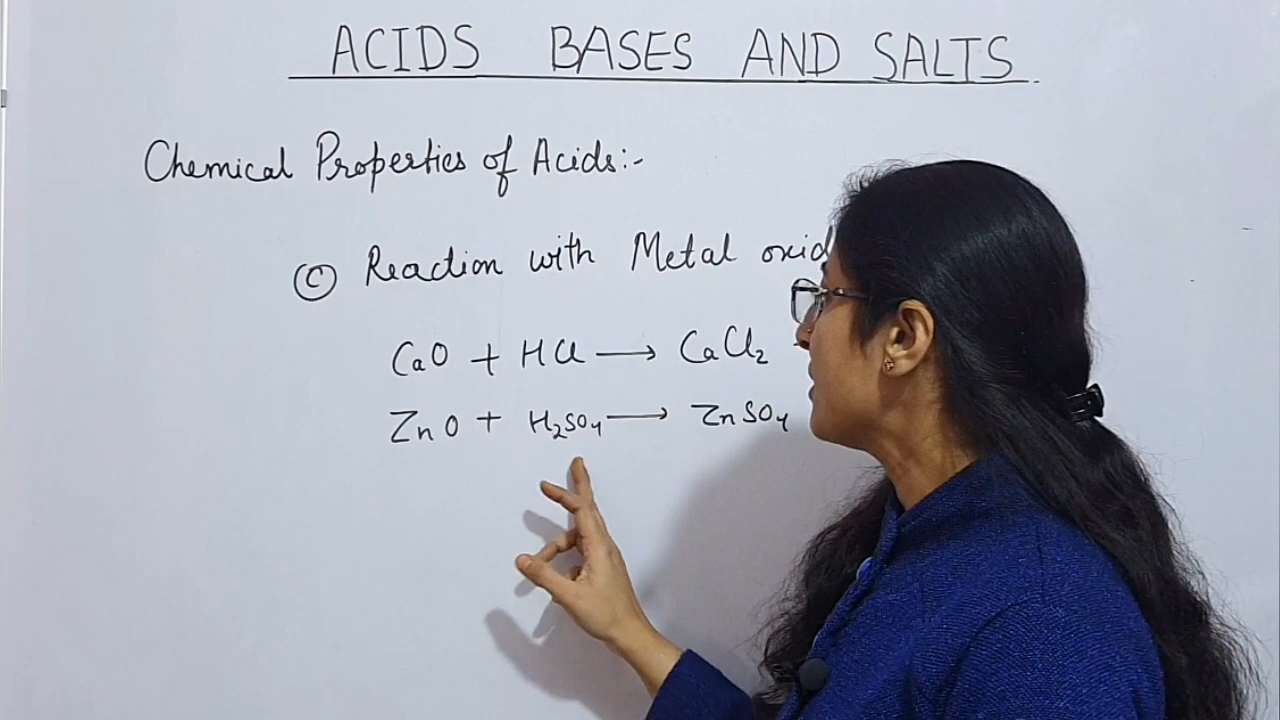 ACIDS BASES AND SALTS
Chemical Properties of Acids:-
(c) Reaction with Metal oxid
CaO + HCl → CaCl₂
ZnO + H₂SO₄ → ZnSO₄